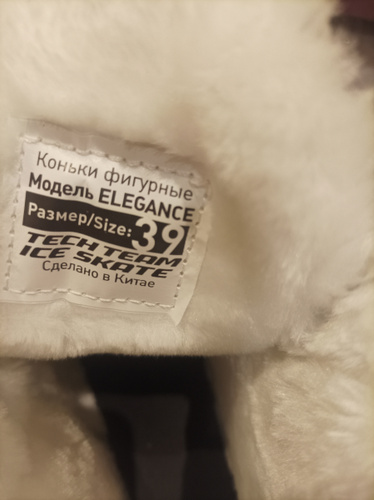 Коньки фигурные
Модель ELEGANCE
Размер/Size: 39
TECH TEAM
ICE SKATE
Сделано в Китае